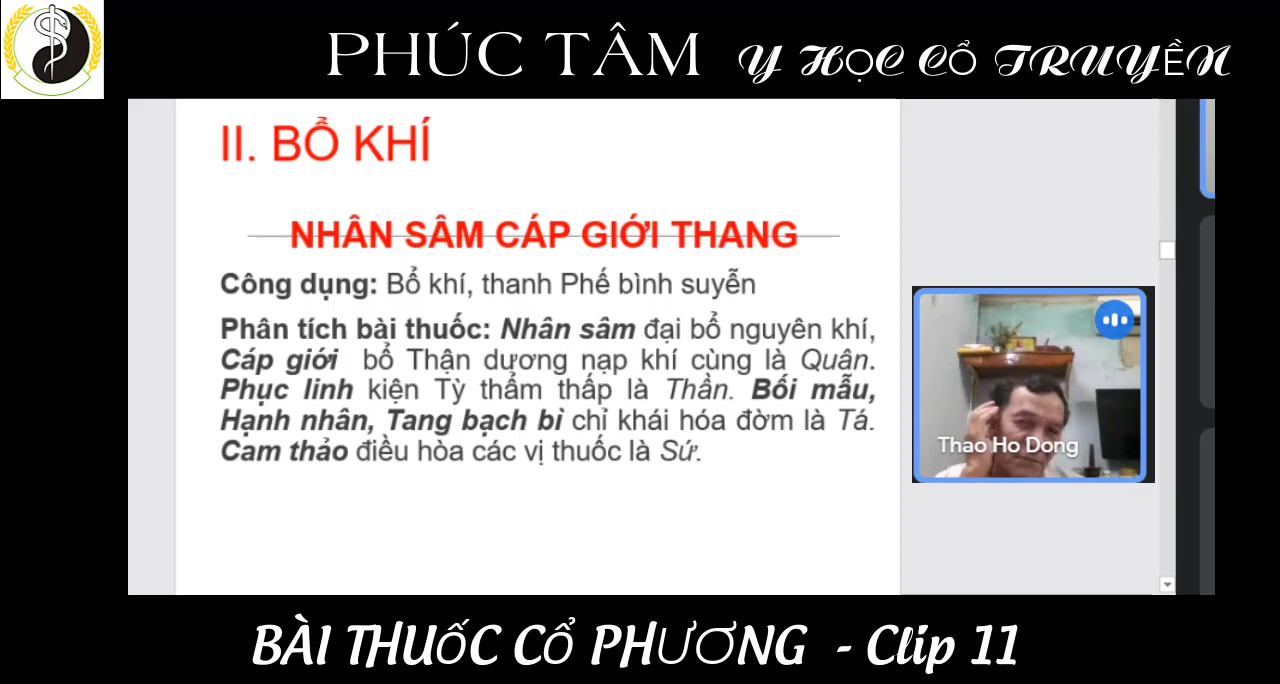 PHÚC TÂM Y HỌC CỔ TRUYỀN
II. BỔ KHÍ
NHÂN SÂM CÁP GIỚI THANG
Công dụng: Bổ khí, thanh Phế bình suyễn
Phân tích bài thuốc: Nhân sâm đại bổ nguyên khí,
Cáp giới bổ Thận dương nạp khí cùng là Quân.
Phục linh kiện Tỳ thẩm thấp là Thần. Bối mẫu,
Hạnh nhân, Tang bạch bì chỉ khái hóa đờm là Tá.
Cam thảo điều hòa các vị thuốc là Sứ.
Thao Ho Dong
BÀI THUỐC CỔ PHƯƠNG - Clip 11